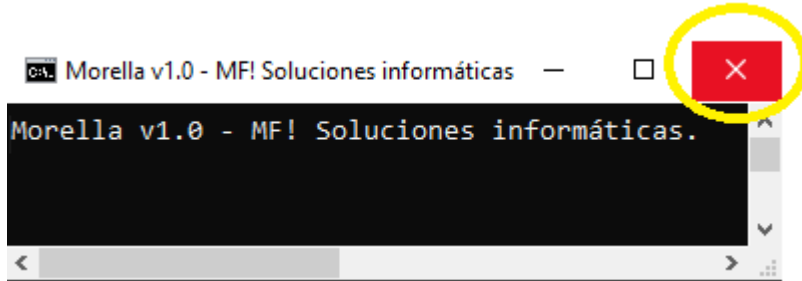 Morella v1.0 - MF! Soluciones informáticas
Morella v1.0 - MF! Soluciones informáticas.